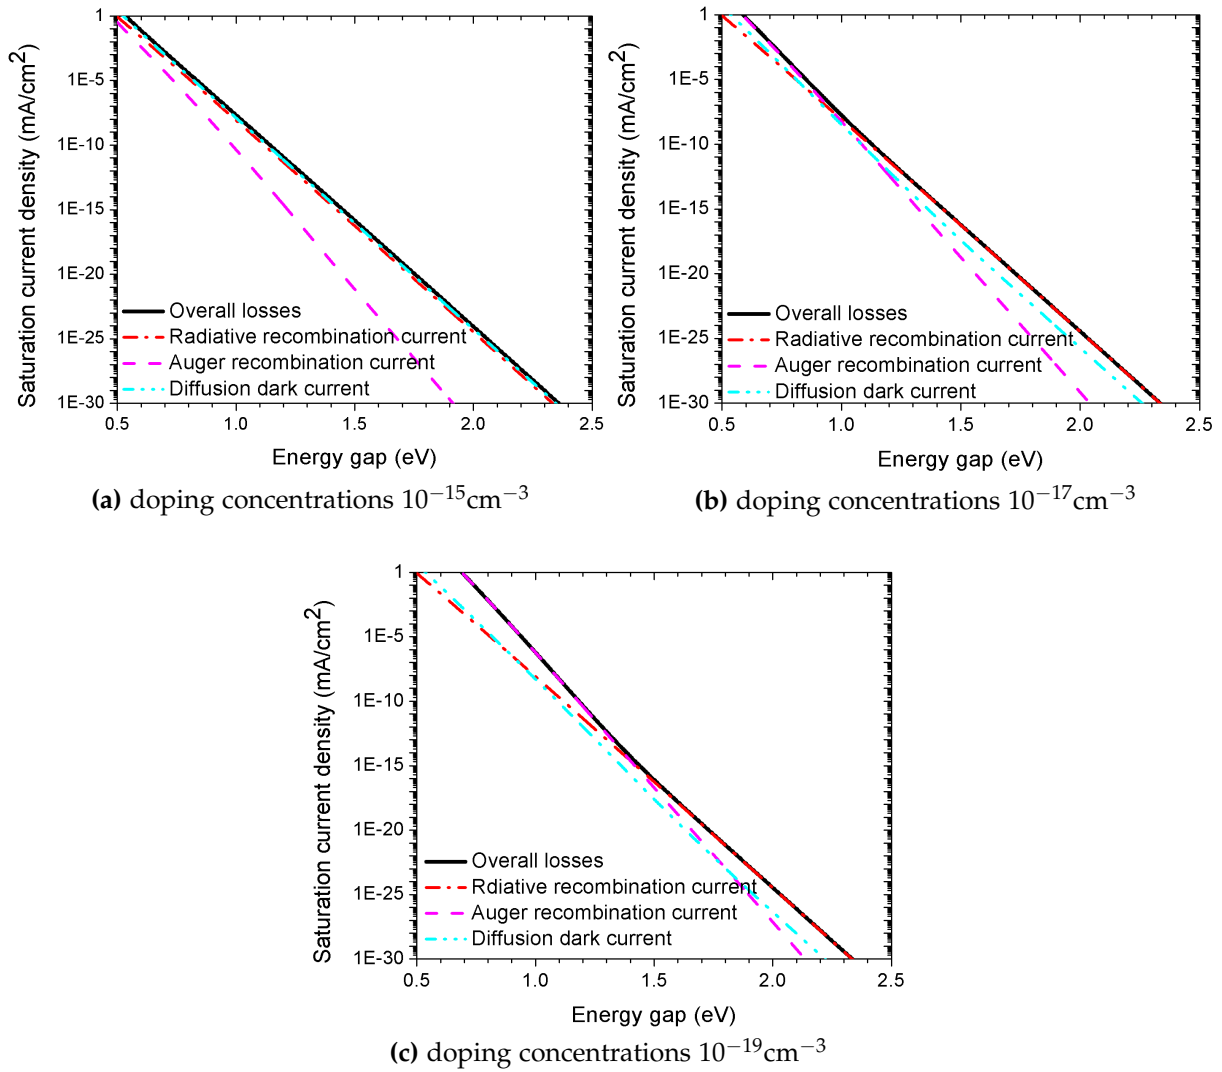 Saturation current density (mA/cm²)
1
1E-5
1E-10
1E-15
1E-20
1E-25
1E-30
Overall losses
Radiative recombination current
Auger recombination current
Diffusion dark current
0.5 1.0 1.5 2.0 2.5
Energy gap (eV)
(a) doping concentrations 10⁻¹⁵cm⁻³
Saturation current density (mA/cm²)
1
1E-5
1E-10
1E-15
1E-20
1E-25
1E-30
Overall losses
Radiative recombination current
Auger recombination current
Diffusion dark current
0.5 1.0 1.5 2.0 2.5
Energy gap (eV)
(b) doping concentrations 10⁻¹⁷cm⁻³
Saturation current density (mA/cm²)
1
1E-5
1E-10
1E-15
1E-20
1E-25
1E-30
Overall losses
Rdiative recombination current
Auger recombination current
Diffusion dark current
0.5 1.0 1.5 2.0 2.5
Energy gap (eV)
(c) doping concentrations 10⁻¹⁹cm⁻³